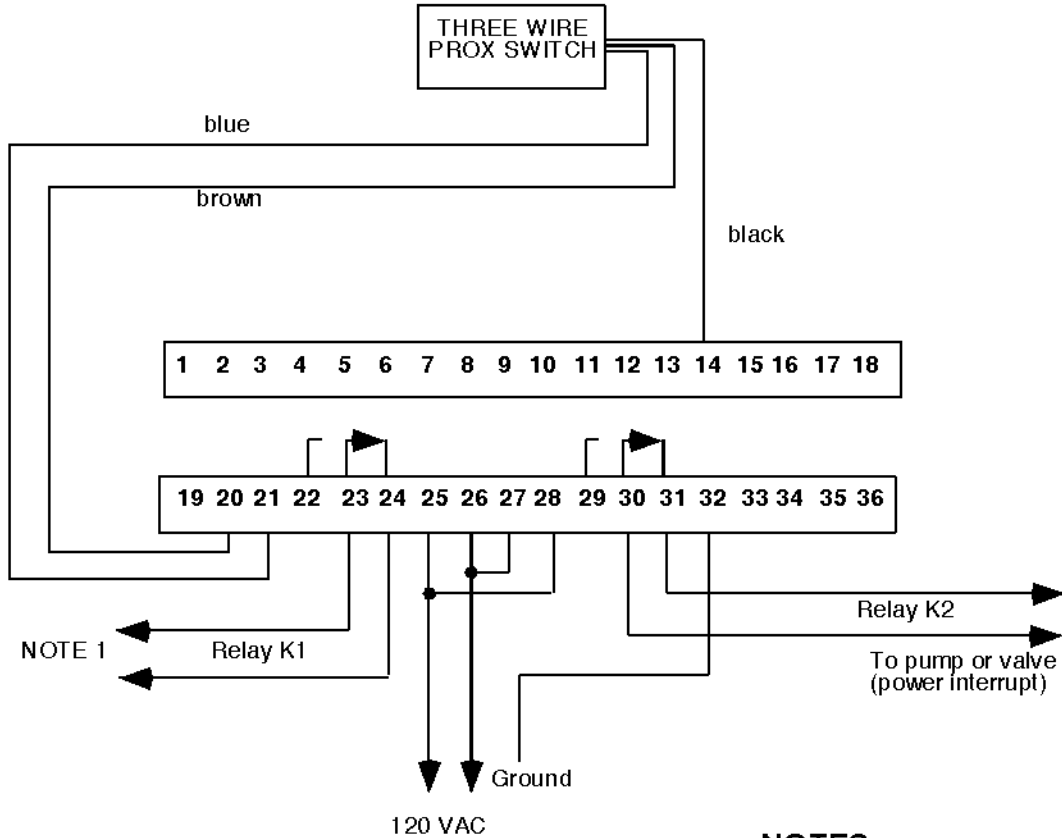 THREE WIRE
PROX SWITCH
blue
brown
black
1 2 3 4 5 6 7 8 9 10 11 12 13 14 15 16 17 18
19 20 21 22 23 24 25 26 27 28 29 30 31 32 33 34 35 36
NOTE 1
Relay K1
Relay K2
To pump or valve
(power interrupt)
Ground
120 VAC